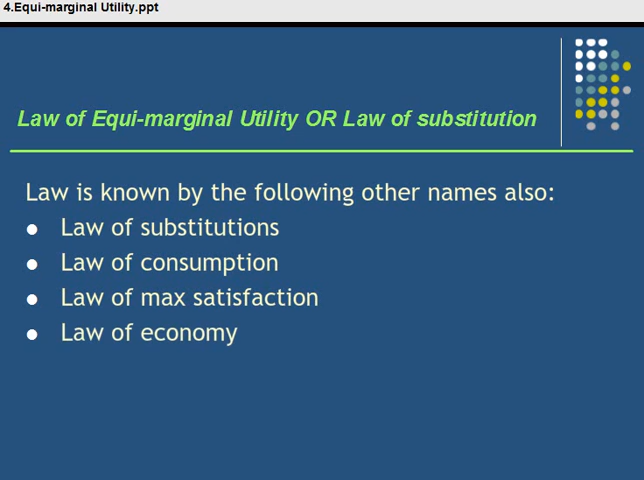 4.Equi-marginal Utility.ppt
Law of Equi-marginal Utility OR Law of substitution
Law is known by the following other names also:
Law of substitutions
Law of consumption
Law of max satisfaction
Law of economy